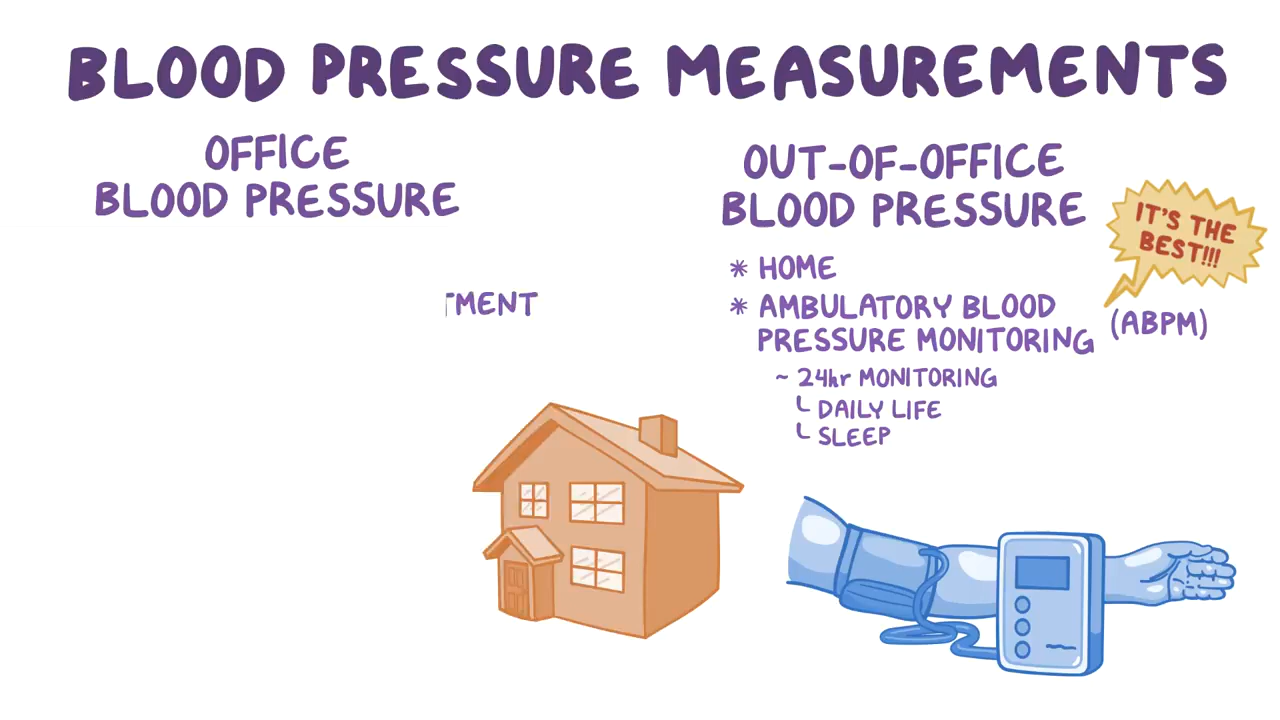 BLOOD PRESSURE MEASUREMENTS
OFFICE
BLOOD PRESSURE
TMENT
OUT-OF-OFFICE
BLOOD PRESSURE
IT'S THE
BEST!!!
* HOME
* AMBULATORY BLOOD
PRESSURE MONITORING
(ABPM)
~ 24hr MONITORING
└ DAILY LIFE
└ SLEEP